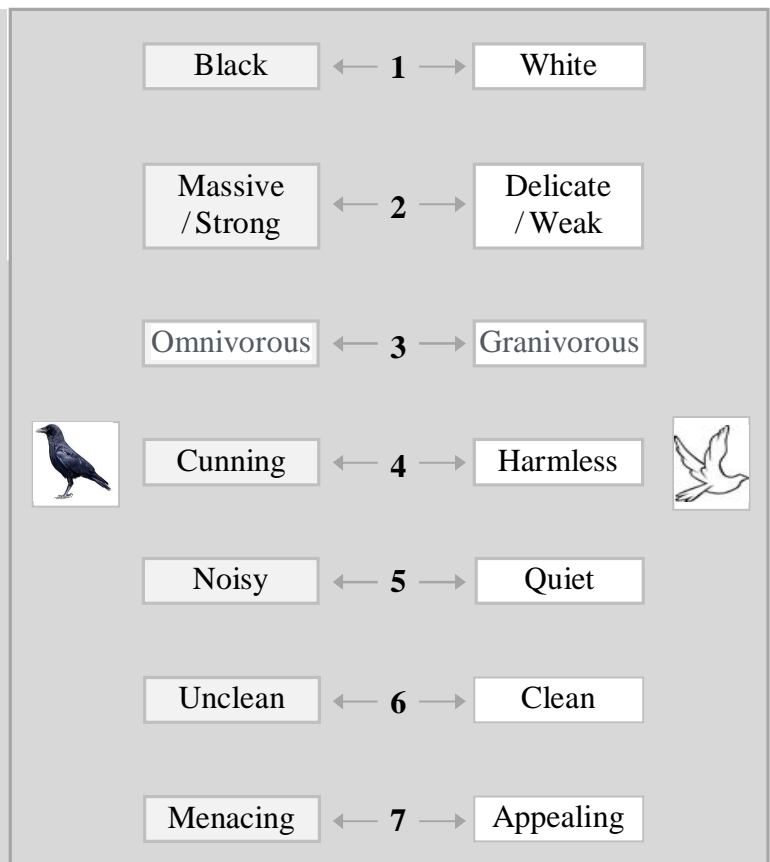 Black 1 White
Massive
/Strong 2 Delicate
/Weak
Omnivorous 3 Granivorous
Cunning 4 Harmless
Noisy 5 Quiet
Unclean 6 Clean
Menacing 7 Appealing